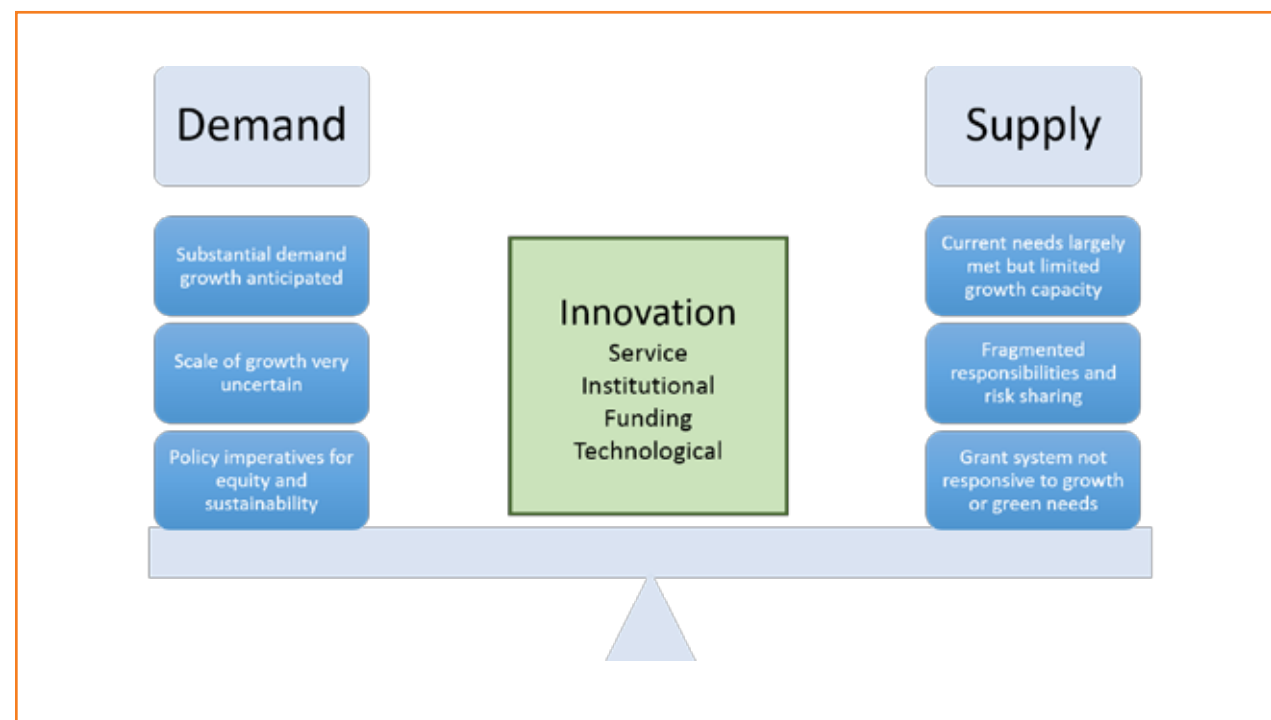 Demand
Substantial demand
growth anticipated
Scale of growth very
uncertain
Policy imperatives for
equity and
sustainability
Innovation
Service
Institutional
Funding
Technological
Supply
Current needs largely
met but limited
growth capacity
Fragmented
responsibilities and
risk sharing
Grant system not
responsive to growth
or green needs